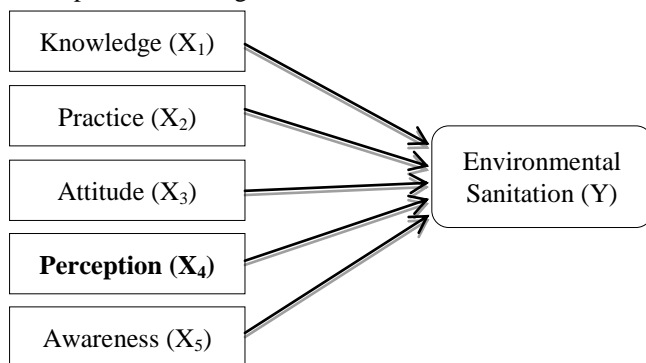 Knowledge (X₁)
Practice (X₂)
Attitude (X₃)
Perception (X₄)
Awareness (X₅)
Environmental
Sanitation (Y)